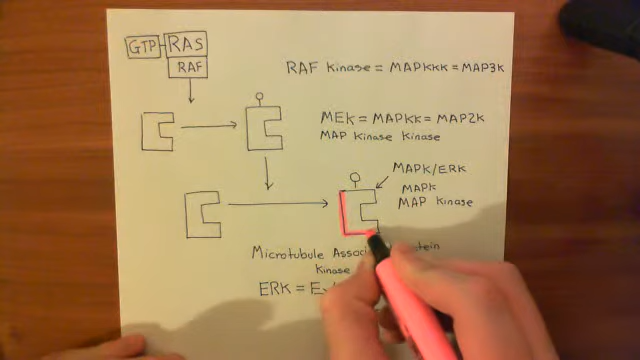 GTP RAS
RAF
RAF Kinase = MAPKKK = MAP3K
MEK = MAPKK = MAP2K
MAP Kinase Kinase
MAPK/ERK
MAPK
MAP Kinase
Microtubule
Kinase
ERK =